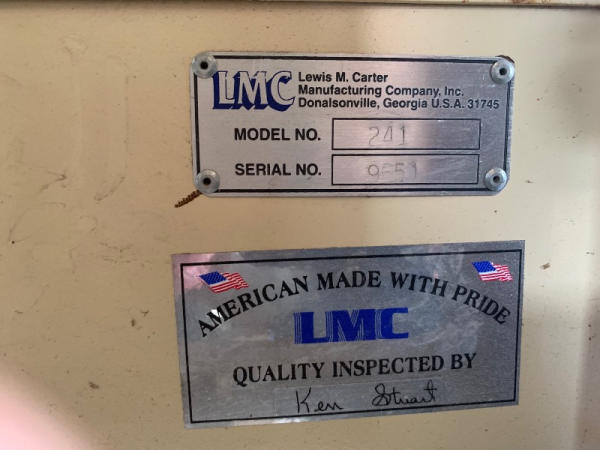 LMC Lewis M. Carter
Manufacturing Company, Inc.
Donalsonville, Georgia U.S.A. 31745
MODEL NO. 241
SERIAL NO.
AMERICAN MADE WITH PRIDE
LMC
QUALITY INSPECTED BY
Ken Stuart